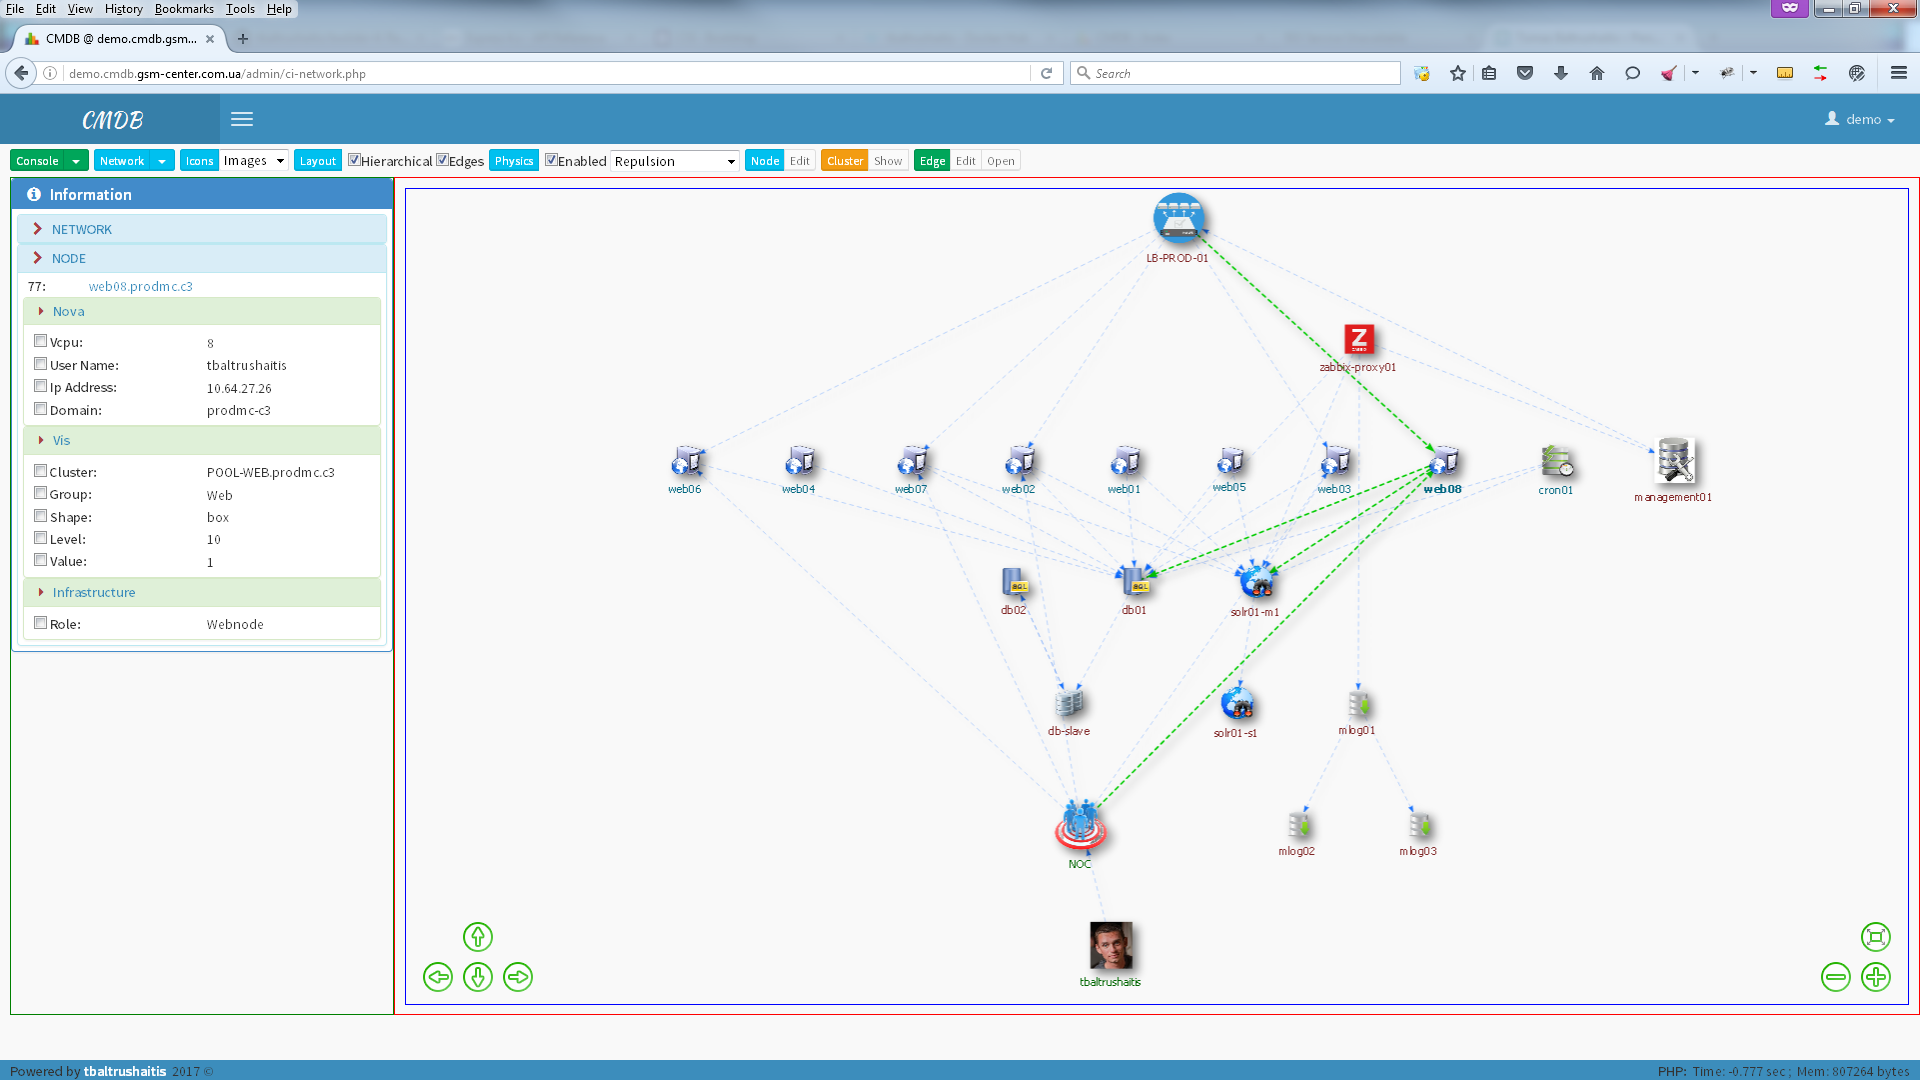 File Edit View History Bookmarks Tools Help
CMDB @ demo.cmdb.gsm... × +
demo.cmdb.gsm-center.com.ua/admin/ci-network.php
Search
CMDB
demo
Console Network Icons Images Layout Hierarchical Edges Physics Enabled Repulsion Node Edit Cluster Show Edge Edit Open
Information
NETWORK
NODE
77: web08.prodmc.c3
Nova
Vcpu: 8
User Name: tbaltrushaitis
Ip Address: 10.64.27.26
Domain: prodmc-c3
Vis
Cluster: POOL-WEB.prodmc.c3
Group: Web
Shape: box
Level: 10
Value: 1
Infrastructure
Role: Webnode
LB-PROD-01
Z
zabbix-proxy01
web06 web04 web07 web02 web01 web05 web03 web08 cron01 management01
db02 db01 solr01-m1
db-slave solr01-s1 mlog01
NOC mlog02 mlog03
tbaltrushaitis
Powered by tbaltrushaitis 2017 ©
PHP: Time: -0.777 sec ; Mem: 807264 bytes